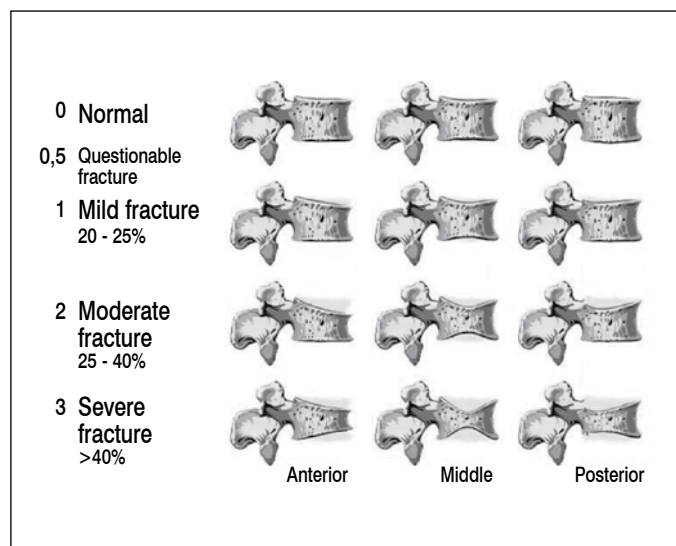 0 Normal
0,5 Questionable
fracture
1 Mild fracture
20 - 25%
2 Moderate
fracture
25 - 40%
3 Severe
fracture
>40%
Anterior Middle Posterior